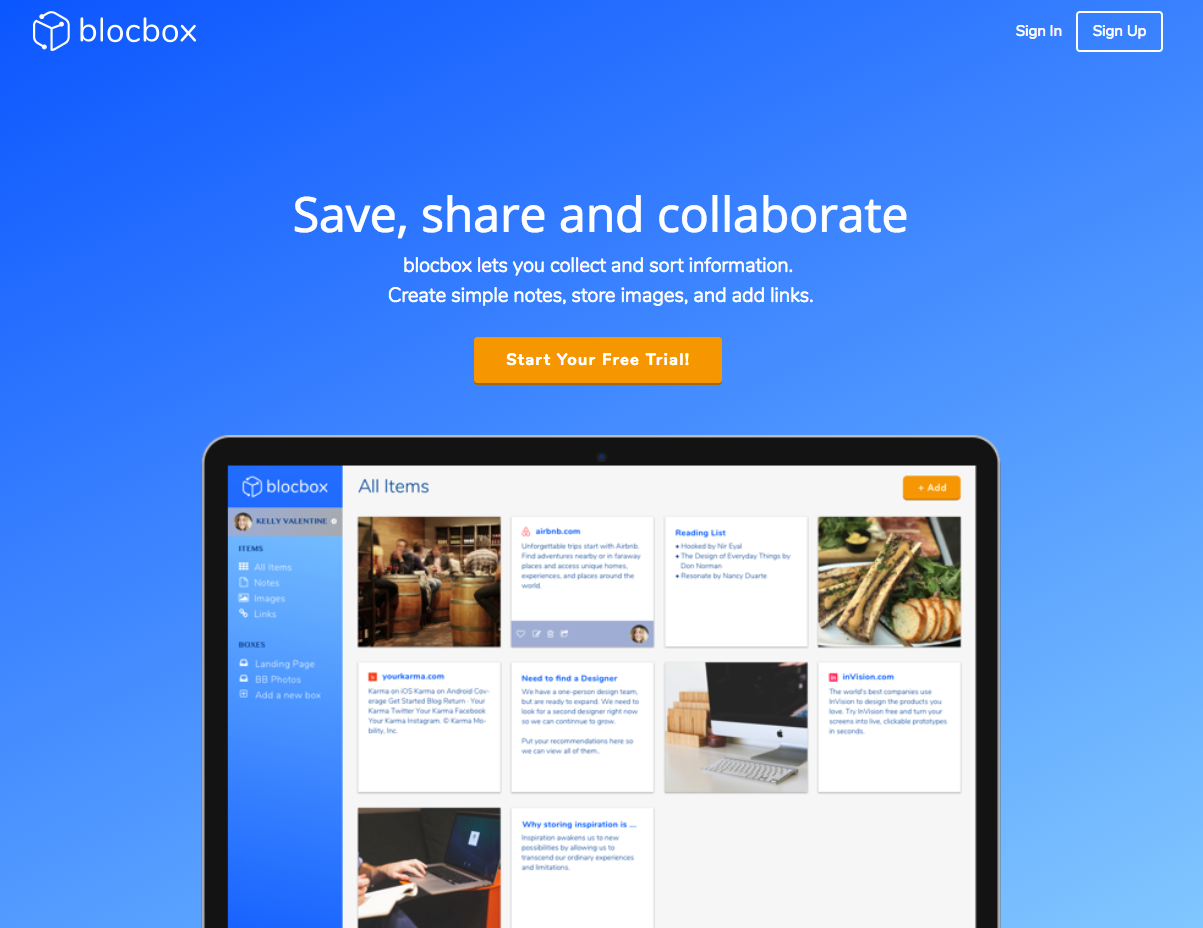 blocbox
Sign In
Sign Up
Save, share and collaborate
blocbox lets you collect and sort information.
Create simple notes, store images, and add links.
Start Your Free Trial!
blocbox
All Items
+ Add
KELLY VALENTINE
ITEMS
All Items
Notes
Images
Links
BOXES
Landing Page
BB Photos
Add a new box
airbnb.com
Unforgettable trips start with Airbnb.
Find adventures nearby or in faraway
places and access unique homes,
experiences, and places around the
world.
Reading List
• Hooked by Nir Eyal
• The Design of Everyday Things by
Don Norman
• Resonate by Nancy Duarte
yourkarma.com
Karma on iOS Karma on Android Cov-
erage Get Started Blog Return · Your
Karma Twitter Your Karma Facebook
Your Karma Instagram. © Karma Mo-
bility, Inc.
Need to find a Designer
We have a one-person design team,
but are ready to expand. We need to
look for a second designer right now
so we can continnue to grow.
Put your recommendations here so
we can view all of them..
inVision.com
The world's best companies use
InVision to design the products you
love. Try InVision free and turn your
screens into live, clickable prototypes
in seconds.
Why storing inspiration is ...
Inspiration awakens us to new
possibilities by allowing us to
transcend our ordinary experiences
and limitations.